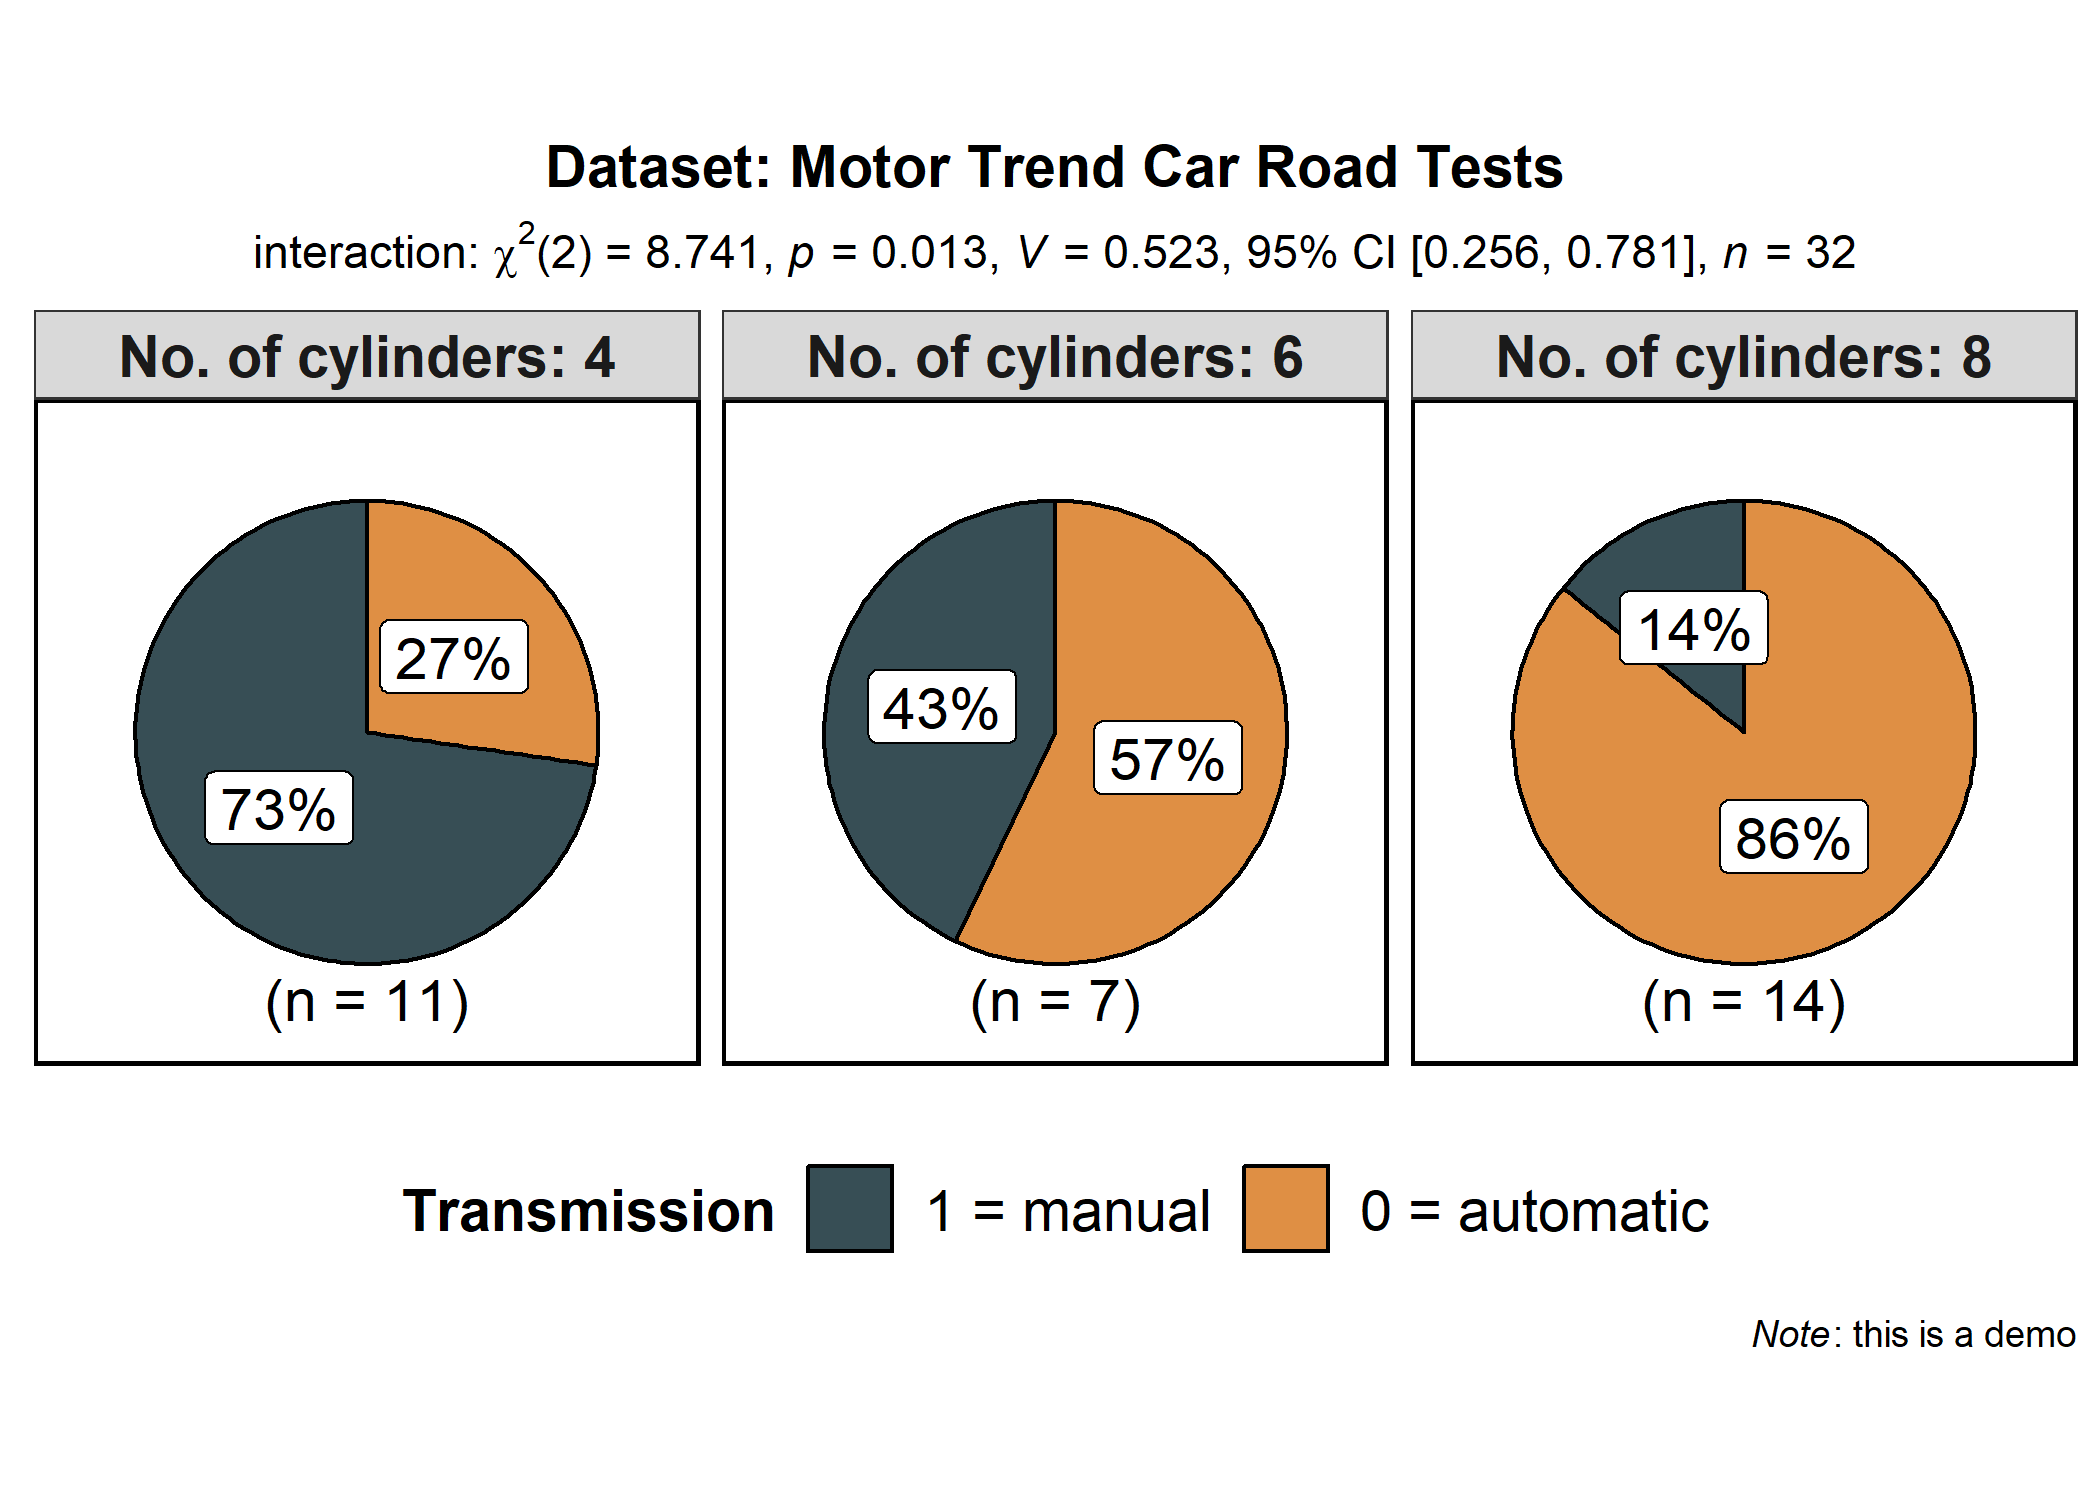 Dataset: Motor Trend Car Road Tests
interaction: χ²(2) = 8.741, p = 0.013, V = 0.523, 95% CI [0.256, 0.781], n = 32
No. of cylinders: 4
No. of cylinders: 6
No. of cylinders: 8
27%
73%
43%
57%
14%
86%
(n = 11)
(n = 7)
(n = 14)
Transmission 1 = manual 0 = automatic
Note: this is a demo